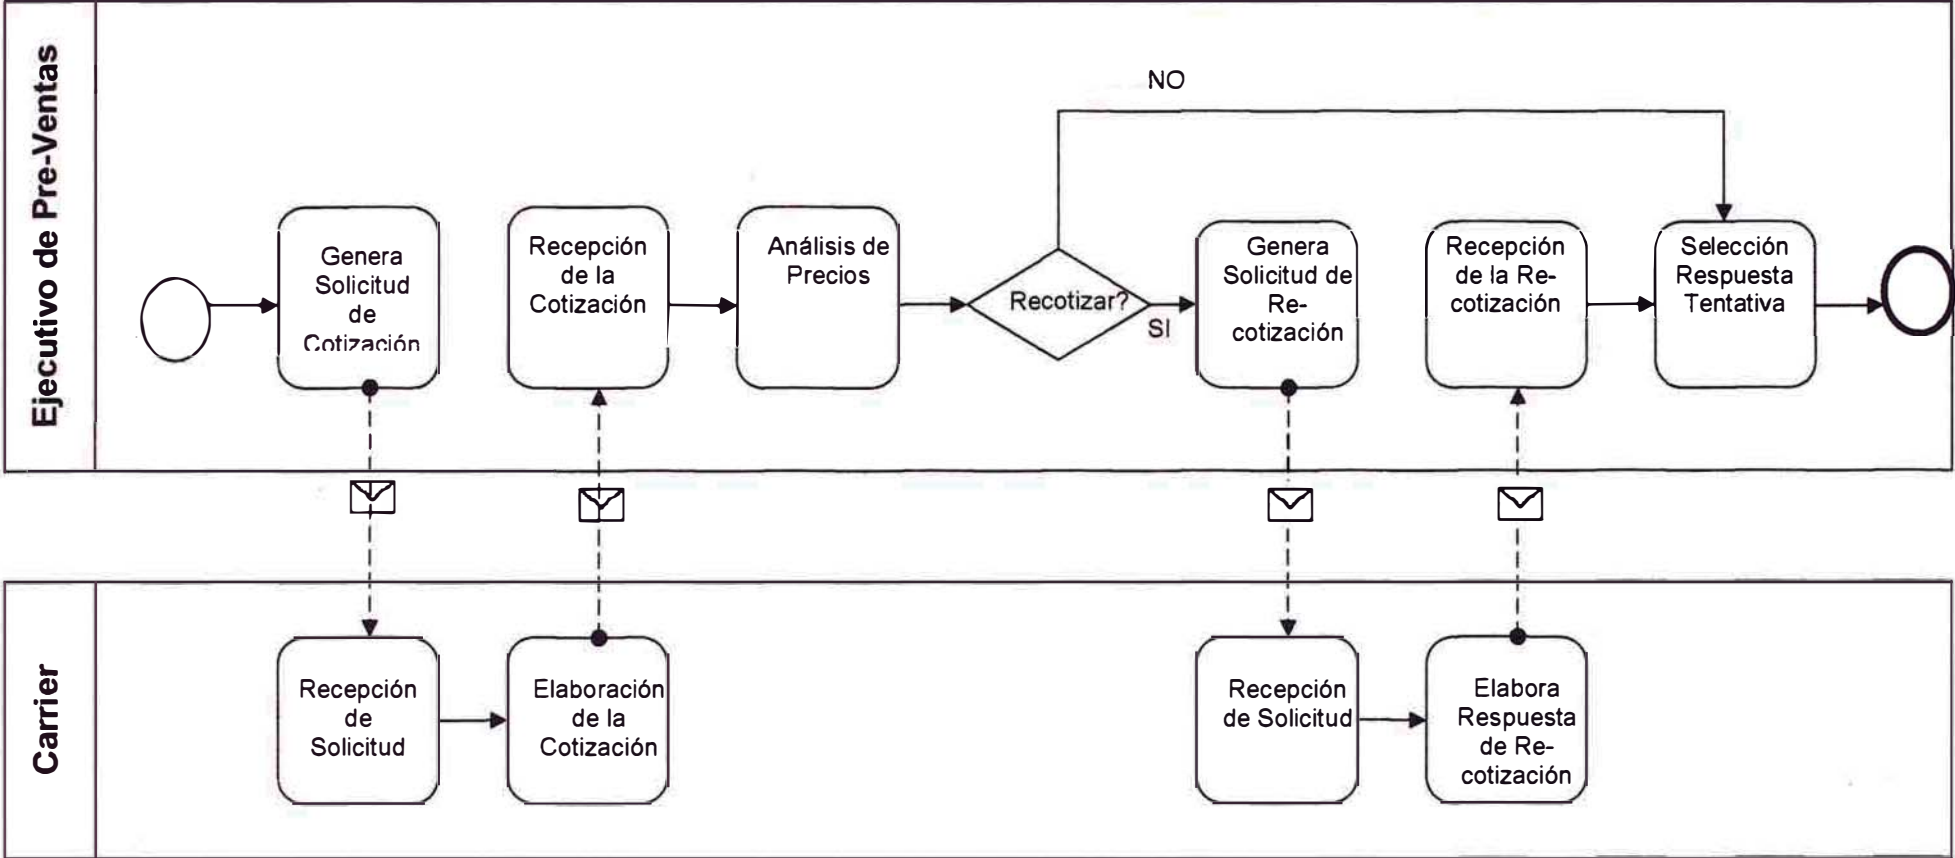 Ejecutivo de Pre-Ventas
NO
Genera
Solicitud
de
Cotización
Recepción
de la
Cotización
Análisis de
Precios
Recotizar?
SI
Genera
Solicitud de
Re-
cotización
Recepción
de la Re-
cotización
Selección
Respuesta
Tentativa
Carrier
Recepción
de
Solicitud
Elaboración
de la
Cotización
Recepción
de Solicitud
Elabora
Respuesta
de Re-
cotización